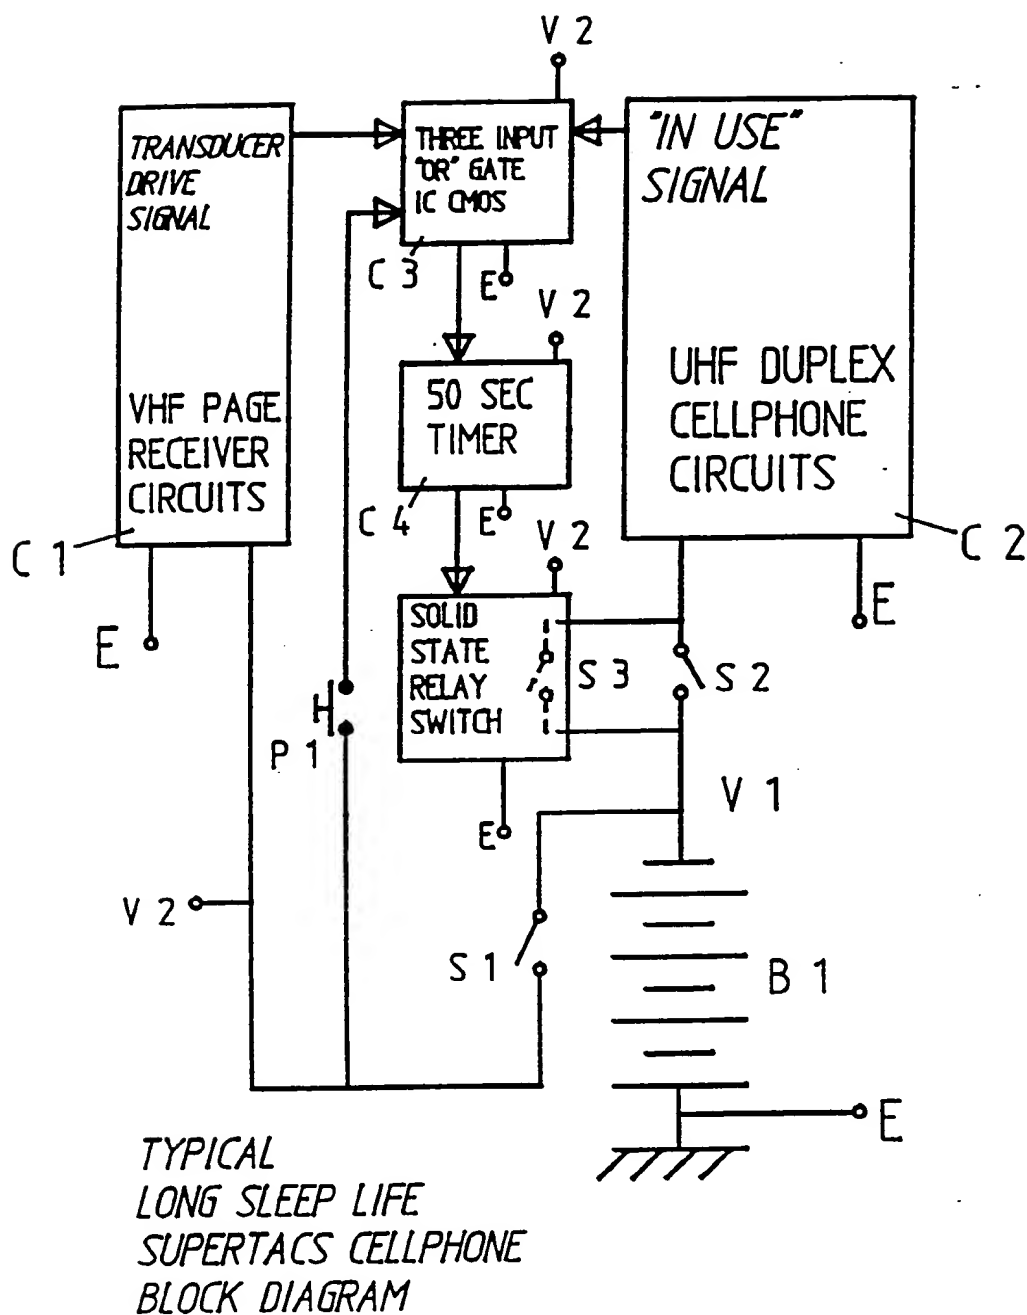 V 2
TRANSDUCER
DRIVE
SIGNAL
VHF PAGE
RECEIVER
CIRCUITS
C 1
E
THREE INPUT
"OR" GATE
IC CMOS
C 3
E
"IN USE"
SIGNAL
UHF DUPLEX
CELLPHONE
CIRCUITS
C 2
E
V 2
50 SEC
TIMER
C 4
E
V 2
SOLID
STATE
RELAY
SWITCH
S 3
S 2
P 1
E
V 1
V 2
S 1
B 1
E
TYPICAL
LONG SLEEP LIFE
SUPERTACS CELLPHONE
BLOCK DIAGRAM